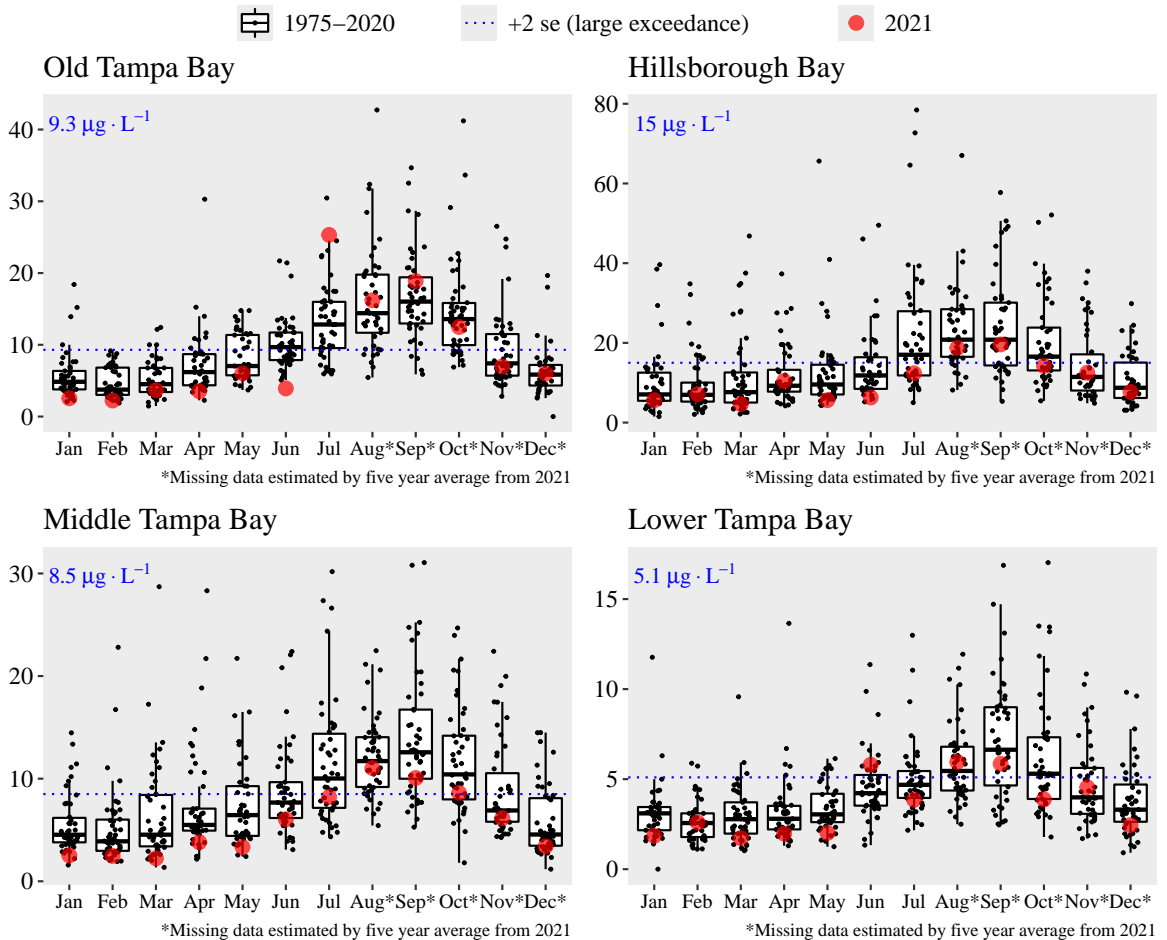 1975–2020 +2 se (large exceedance) 2021
Old Tampa Bay
9.3 μg · L⁻¹
40
30
20
10
0
Jan Feb Mar Apr May Jun Jul Aug* Sep* Oct* Nov* Dec*
*Missing data estimated by five year average from 2021
Hillsborough Bay
15 μg · L⁻¹
80
60
40
20
0
Jan Feb Mar Apr May Jun Jul Aug* Sep* Oct* Nov* Dec*
*Missing data estimated by five year average from 2021
Middle Tampa Bay
8.5 μg · L⁻¹
30
20
10
0
Jan Feb Mar Apr May Jun Jul Aug* Sep* Oct* Nov* Dec*
*Missing data estimated by five year average from 2021
Lower Tampa Bay
5.1 μg · L⁻¹
15
10
5
0
Jan Feb Mar Apr May Jun Jul Aug* Sep* Oct* Nov* Dec*
*Missing data estimated by five year average from 2021